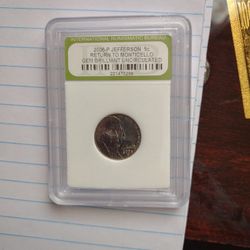 INTERNATIONAL NUMISMATIC BUREAU
2006-P JEFFERSON 5c
RETURN TO MONTICELLO
GEM BRILLIANT UNCIRCULATED